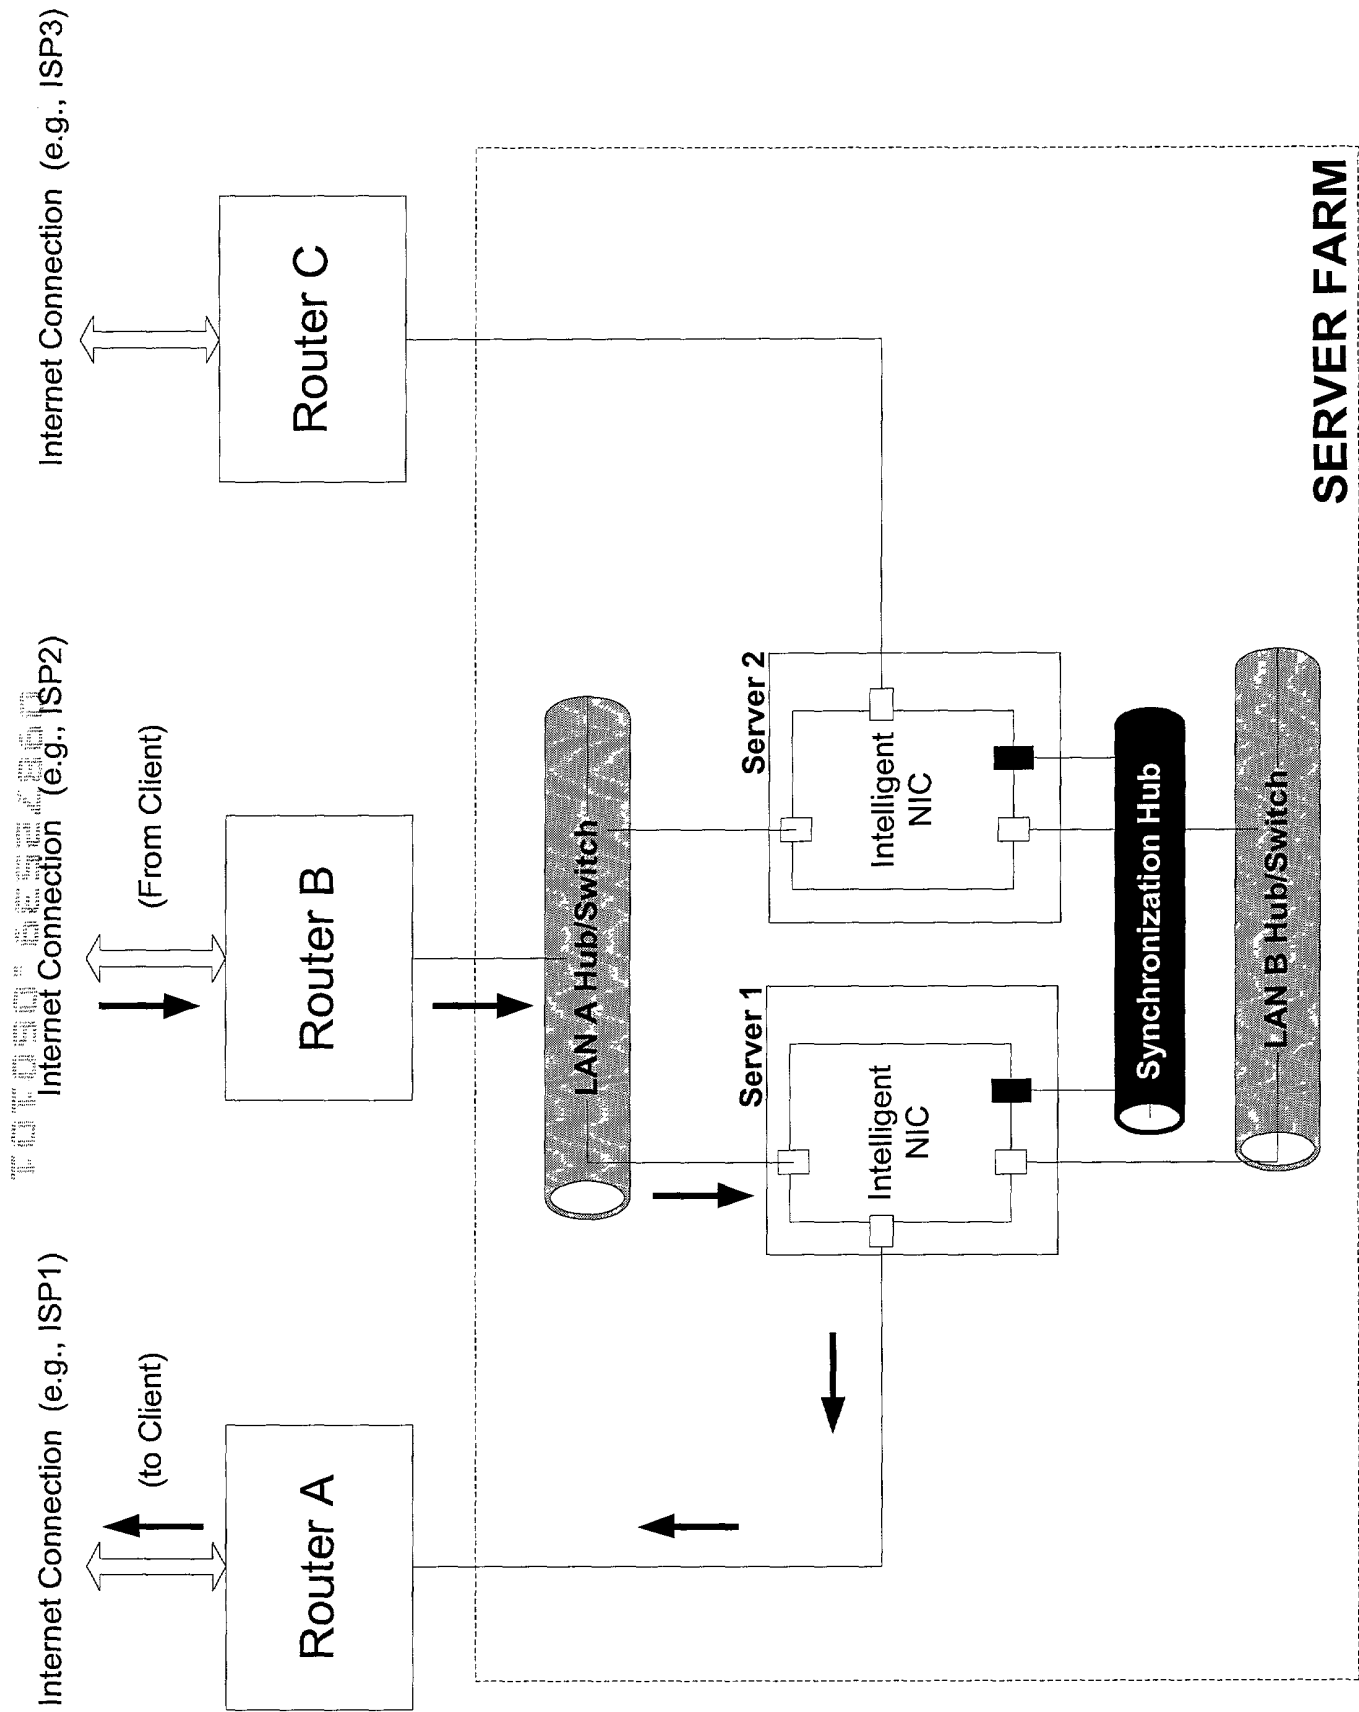 Internet Connection (e.g., ISP1)
(to Client)
Router A
Internet Connection (e.g., ISP2)
(From Client)
Router B
Internet Connection (e.g., ISP3)
Router C
LAN A Hub/Switch
Server 1
Intelligent
NIC
Server 2
Intelligent
NIC
Synchronization Hub
LAN B Hub/Switch
SERVER FARM